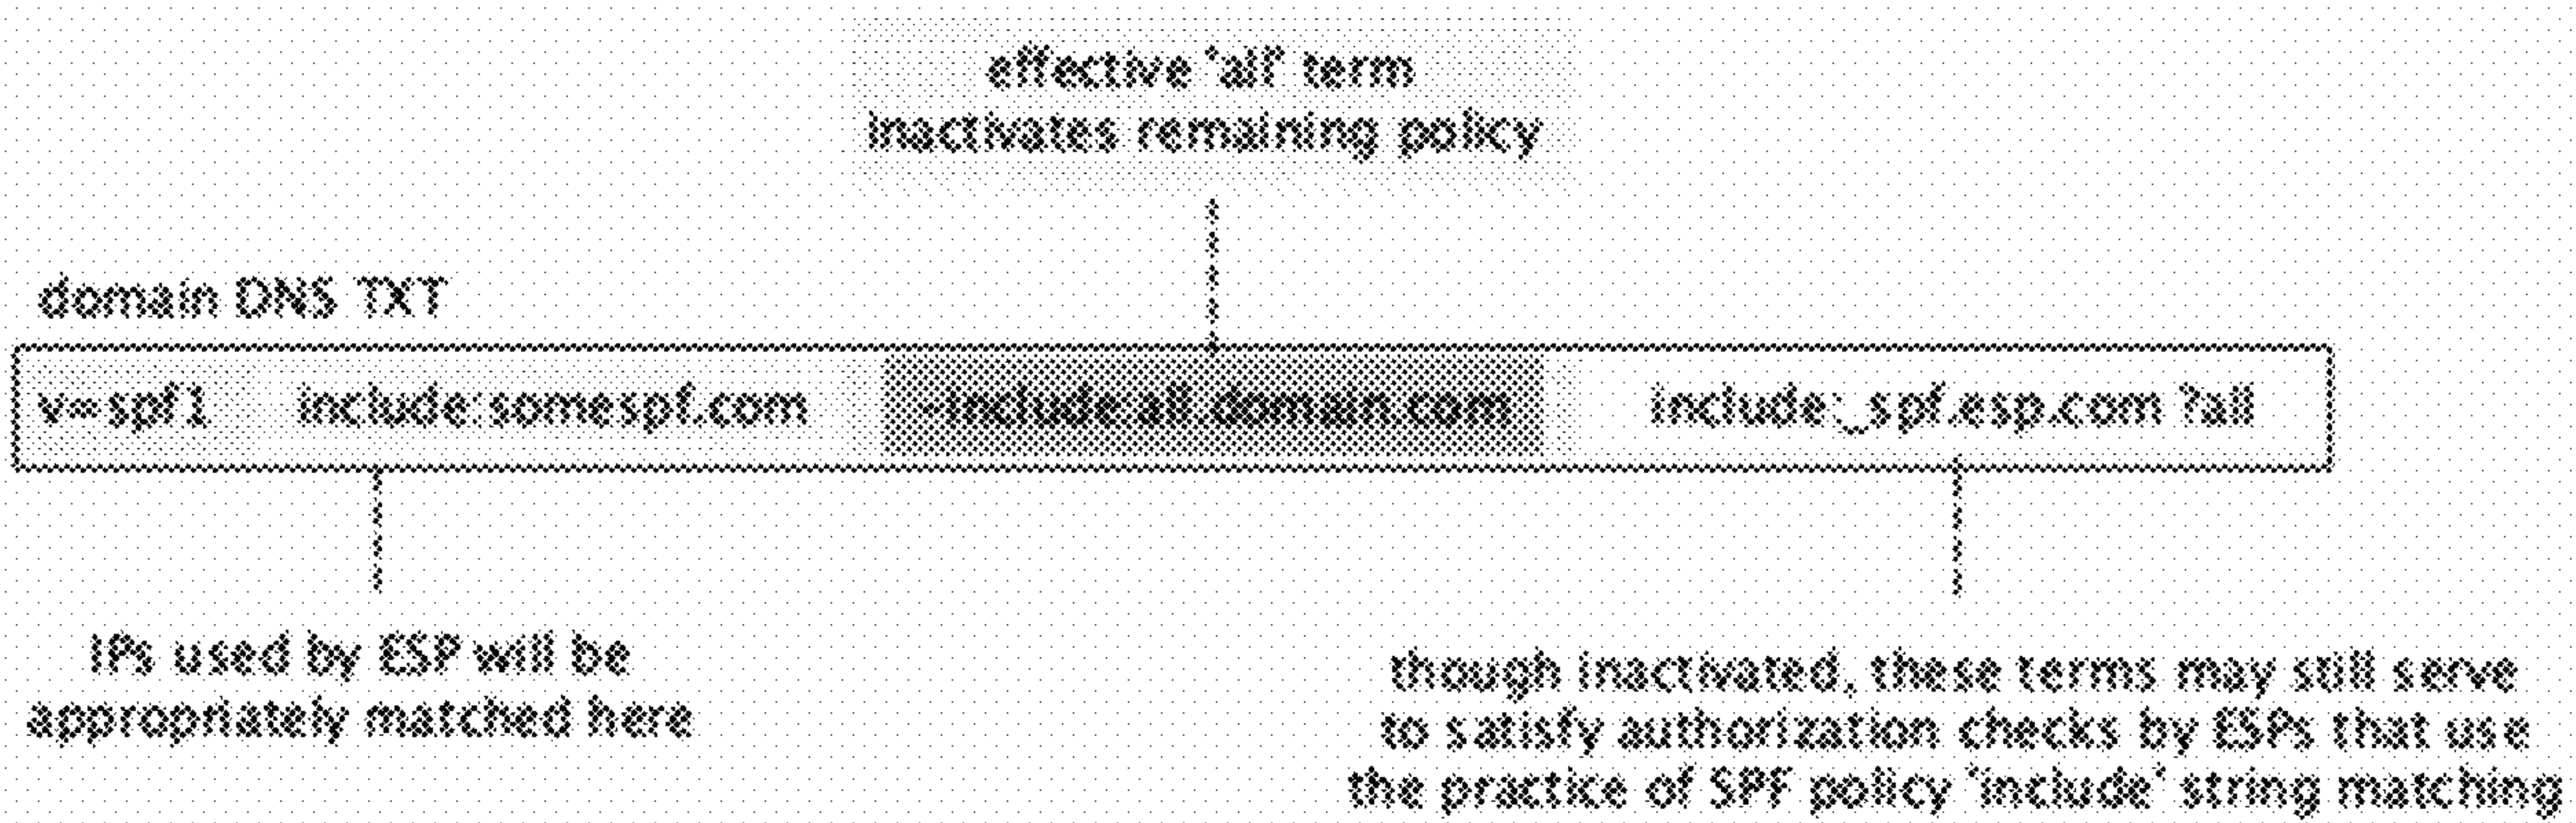 effective 'all' term
inactivates remaining policy
domain DNS TXT
v=spf1 include:somespf.com -include:all.domain.com include:_spf.esp.com ?all
IPs used by ESP will be
appropriately matched here
though inactivated, these terms may still serve
to satisfy authorization checks by ESPs that use
the practice of SPF policy 'include' string matching